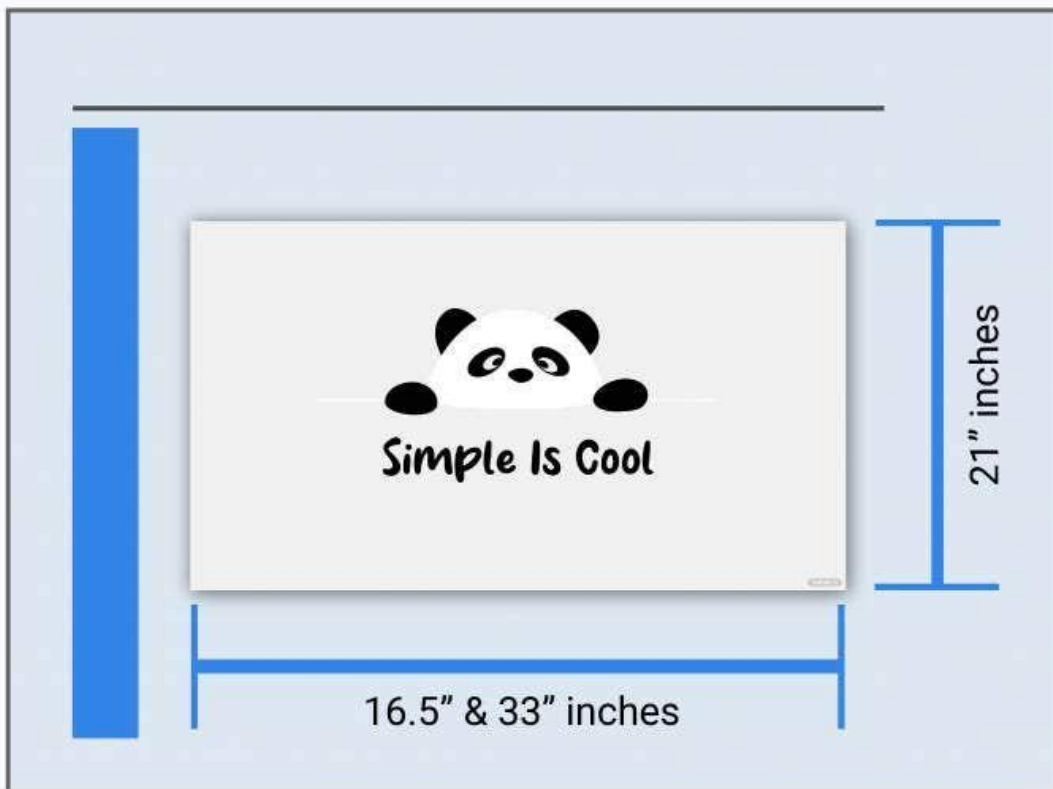 Simple Is Cool
21” inches
16.5” & 33” inches